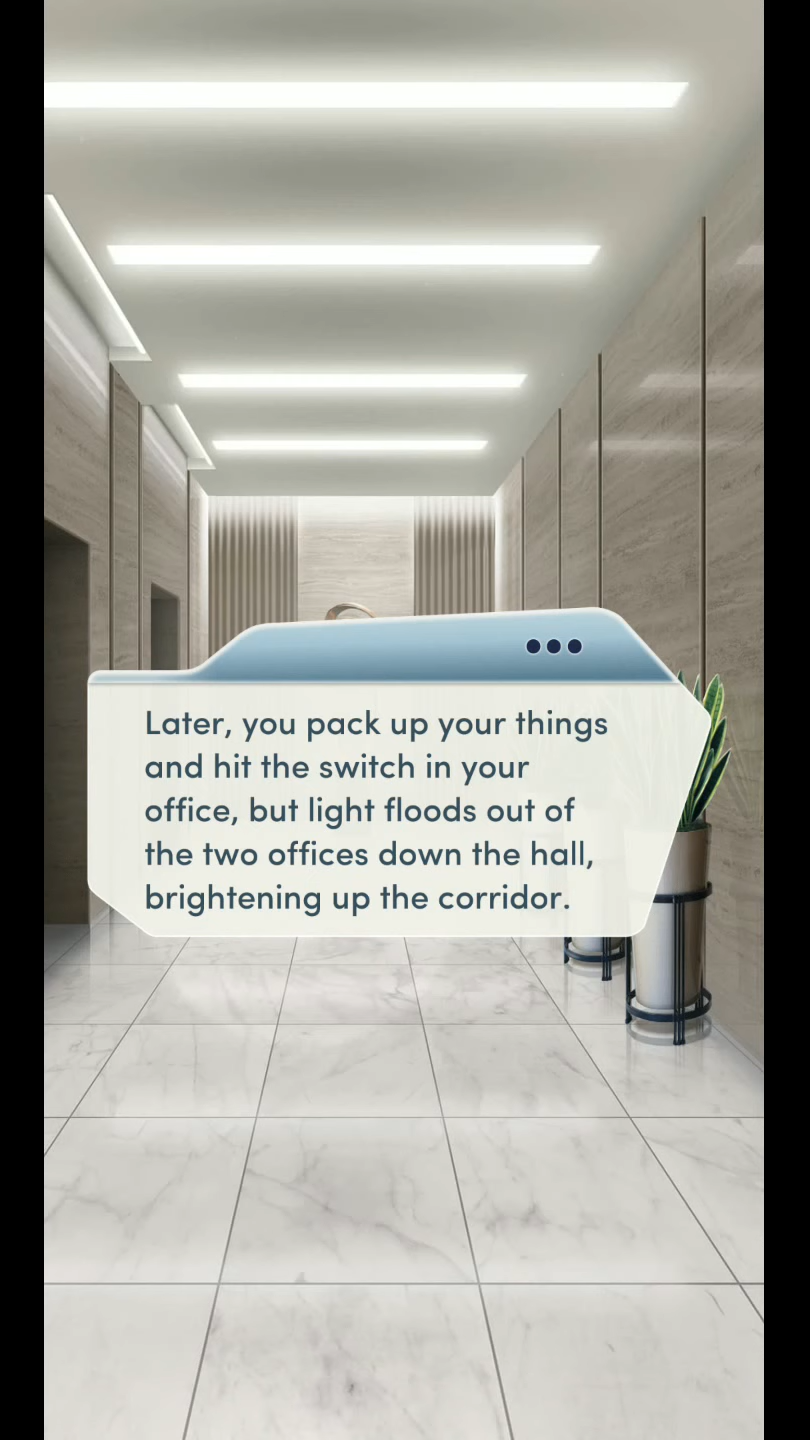 Later, you pack up your things
and hit the switch in your
office, but light floods out of
the two offices down the hall,
brightening up the corridor.